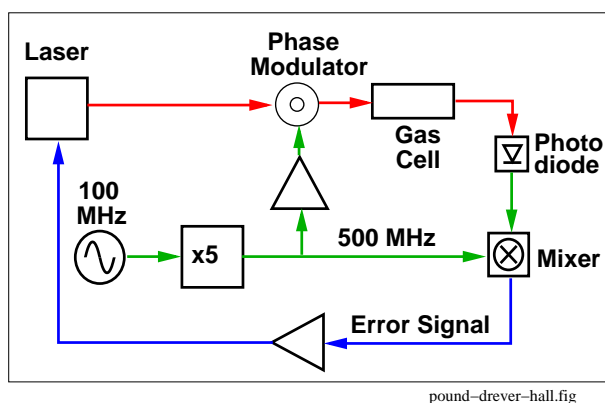 Laser
Phase
Modulator
Gas
Cell
Photo
diode
100
MHz
x5
500 MHz
Mixer
Error Signal
pound−drever−hall.fig